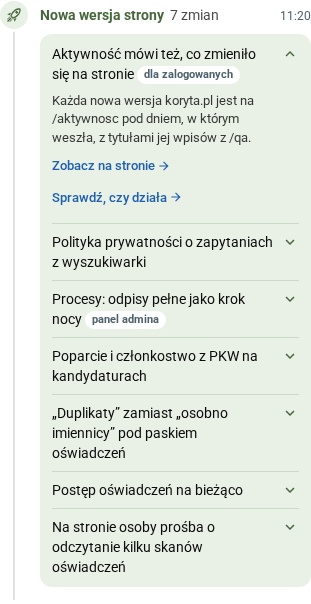 Nowa wersja strony 7 zmian 11:20
Aktywność mówi też, co zmieniło
się na stronie dla zalogowanych
Każda nowa wersja koryta.pl jest na
/aktywnosc pod dniem, w którym
weszła, z tytułami jej wpisów z /qa.
Zobacz na stronie →
Sprawdź, czy działa →
Polityka prywatności o zapytaniach
z wyszukiwarki
Procesy: odpisy pełne jako krok
nocy panel admina
Poparcie i członkostwo z PKW na
kandydaturach
„Duplikaty” zamiast „osobno
imiennicy” pod paskiem
oświadczeń
Postęp oświadczeń na bieżąco
Na stronie osoby prośba o
odczytanie kilku skanów
oświadczeń